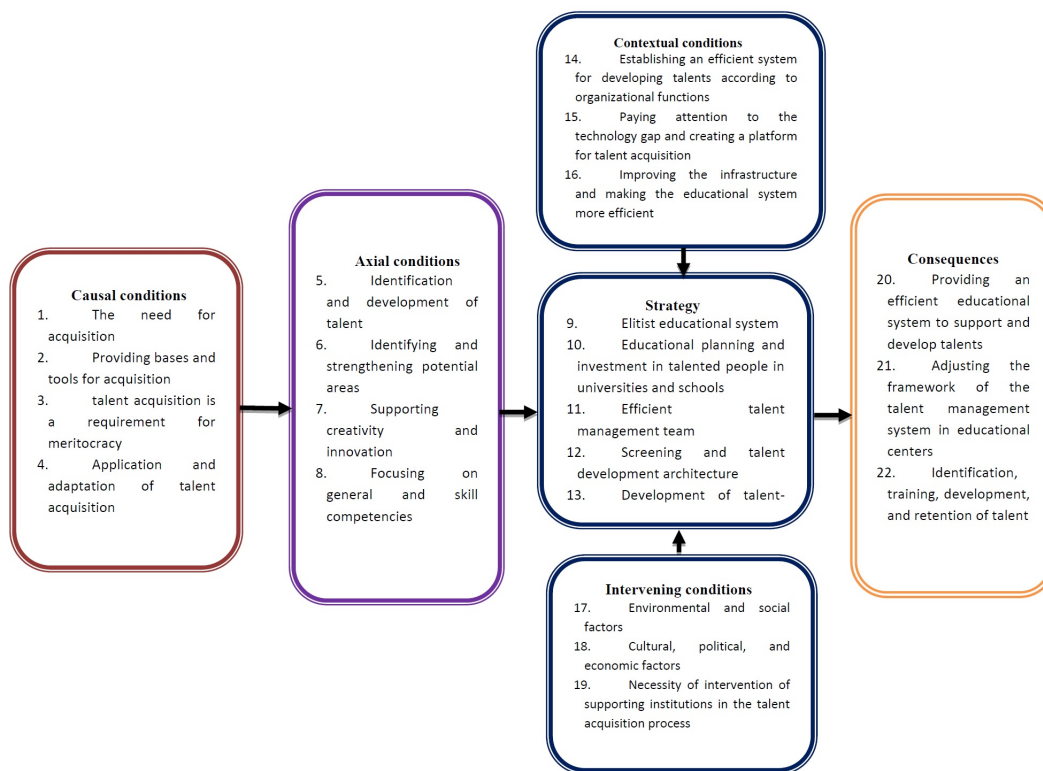 Causal conditions
1. The need for
acquisition
2. Providing bases and
tools for acquisition
3. talent acquisition is
a requirement for
meritocracy
4. Application and
adaptation of talent
acquisition
Axial conditions
5. Identification
and development of
talent
6. Identifying and
strengthening potential
areas
7. Supporting
creativity and
innovation
8. Focusing on
general and skill
competencies
Contextual conditions
14. Establishing an efficient system
for developing talents according to
organizational functions
15. Paying attention to the
technology gap and creating a platform
for talent acquisition
16. Improving the infrastructure
and making the educational system
more efficient
Strategy
9. Elitist educational system
10. Educational planning and
investment in talented people in
universities and schools
11. Efficient talent
management team
12. Screening and talent
development architecture
13. Development of talent-
Intervening conditions
17. Environmental and social
factors
18. Cultural, political, and
economic factors
19. Necessity of intervention of
supporting institutions in the talent
acquisition process
Consequences
20. Providing an
efficient educational
system to support and
develop talents
21. Adjusting the
framework of the
talent management
system in educational
centers
22. Identification,
training, development,
and retention of talent